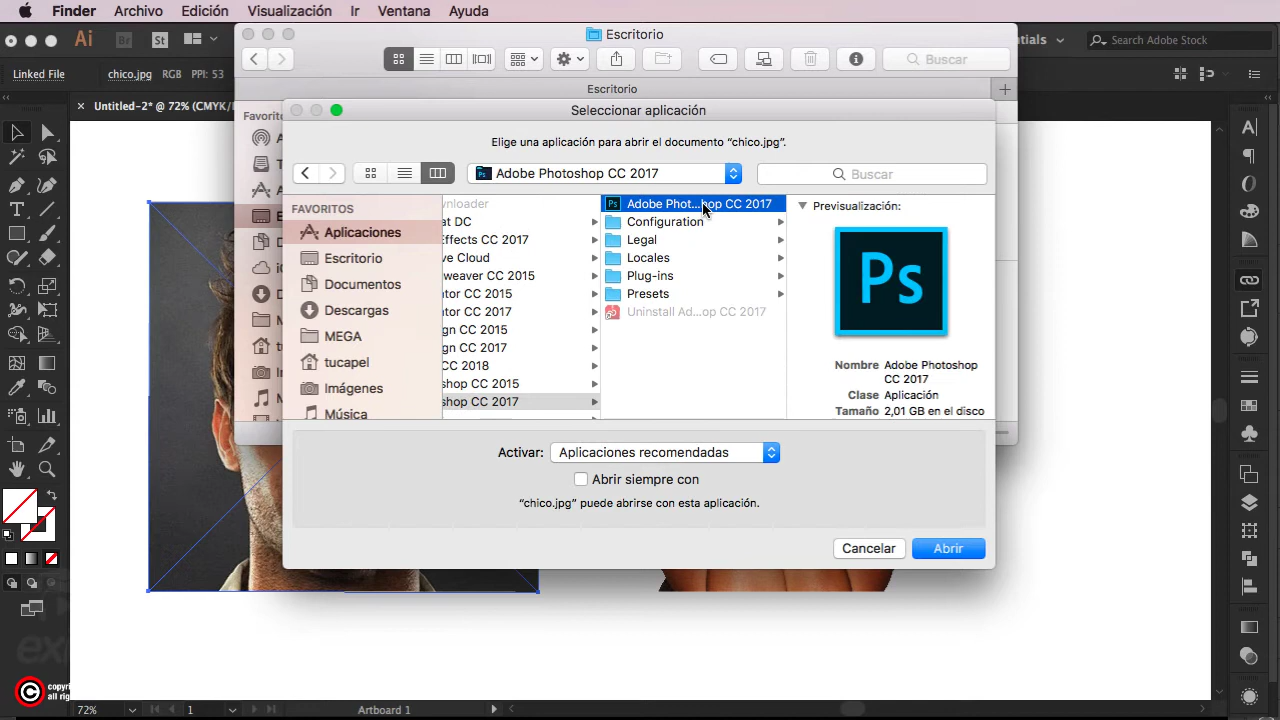 Finder Archivo Edición Visualización Ir Ventana Ayuda
Ai Br St
Escritorio
Search Adobe Stock
Linked File chico.jpg RGB PPI: 53
Buscar
Escritorio
Untitled-2* @ 72% (CMYK/
Seleccionar aplicación
Elige una aplicación para abrir el documento “chico.jpg”.
Adobe Photoshop CC 2017
Buscar
FAVORITOS
Aplicaciones
Escritorio
Documentos
Descargas
MEGA
tucapel
Imágenes
Música
wnloader
at DC
Effects CC 2017
ve Cloud
weaver CC 2015
ator CC 2015
ator CC 2017
ign CC 2015
ign CC 2017
CC 2018
shop CC 2015
shop CC 2017
Adobe Phot...op CC 2017
Configuration
Legal
Locales
Plug-ins
Presets
Uninstall Ad...op CC 2017
Previsualización:
Ps
Nombre Adobe Photoshop
CC 2017
Clase Aplicación
Tamaño 2,01 GB en el disco
Activar: Aplicaciones recomendadas
Abrir siempre con
“chico.jpg” puede abrirse con esta aplicación.
Cancelar Abrir
72% 1 Artboard 1